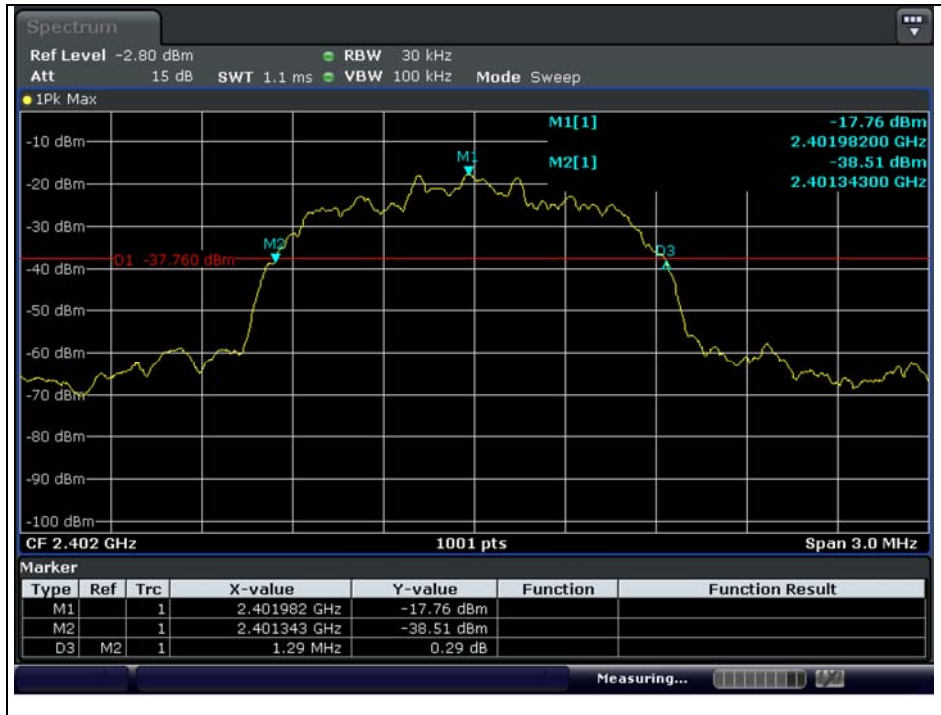 Spectrum
Ref Level -2.80 dBm RBW 30 kHz
Att 15 dB SWT 1.1 ms VBW 100 kHz Mode Sweep
1Pk Max
M1[1] -17.76 dBm
2.40198200 GHz
M2[1] -38.51 dBm
2.40134300 GHz
-10 dBm
M1
-20 dBm
-30 dBm
M2
D3
D1 -37.760 dBm
-40 dBm
-50 dBm
-60 dBm
-70 dBm
-80 dBm
-90 dBm
-100 dBm
CF 2.402 GHz 1001 pts Span 3.0 MHz
Marker
Type Ref Trc X-value Y-value Function Function Result
M1 1 2.401982 GHz -17.76 dBm
M2 1 2.401343 GHz -38.51 dBm
D3 M2 1 1.29 MHz 0.29 dB
Measuring...